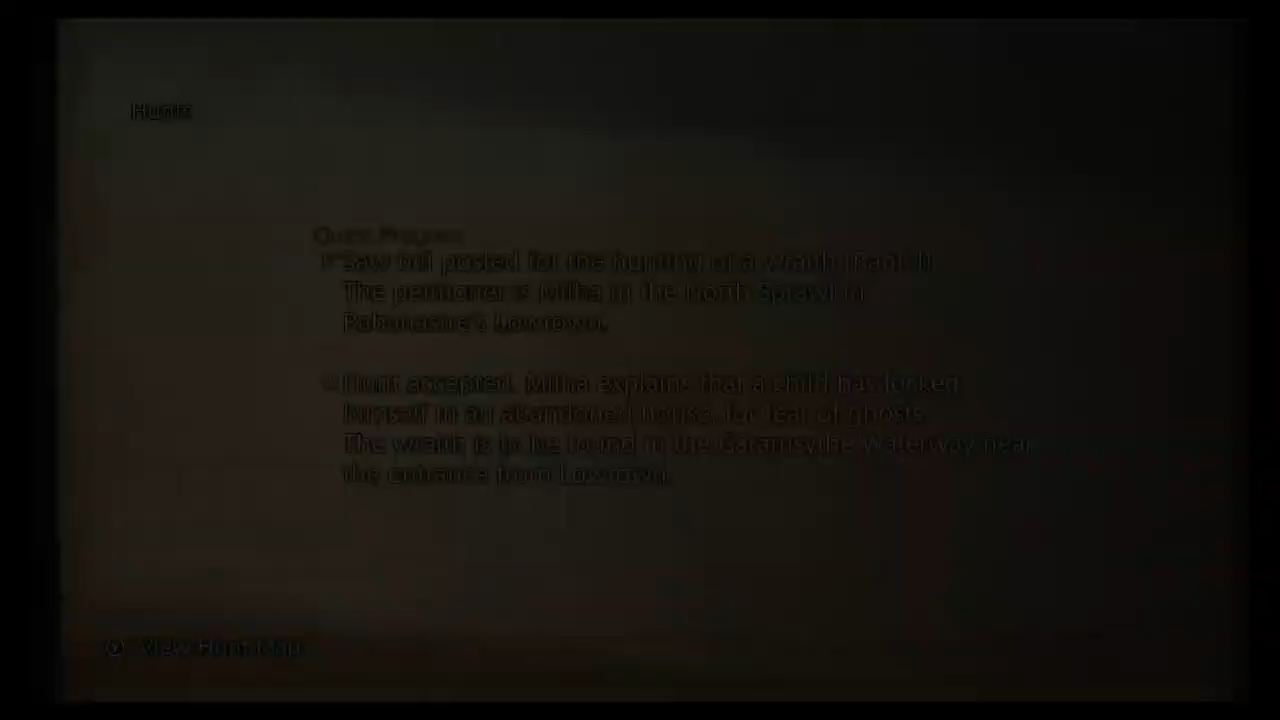 Hunts
Quest Progress
Saw bill posted for the hunting of a wraith mark.
The petitioner is Milha in the North Sprawl in
Rabanastre's Lowtown.
Hunt accepted. Milha explains that a child has locked
himself in an abandoned house, for fear of ghosts.
The wraith is to be found in the Garamsythe Waterway near
the entrance from Lowtown.
View Hunt Map